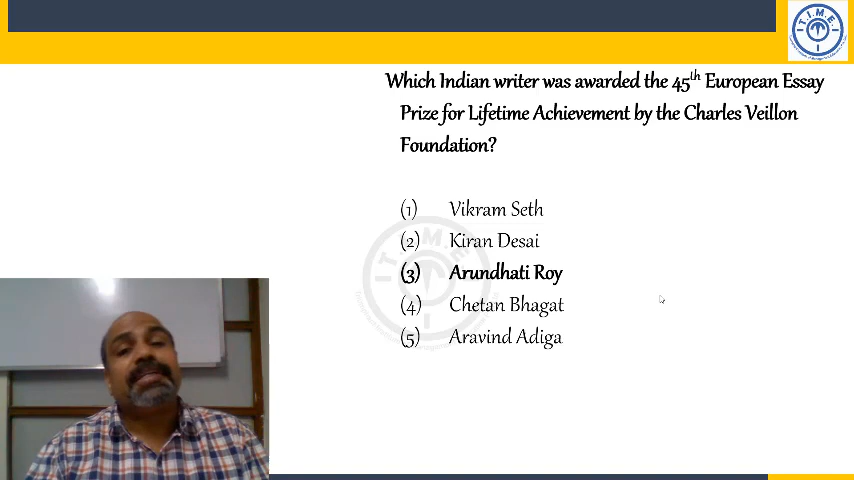 T.I.M.E.
Which Indian writer was awarded the 45th European Essay
Prize for Lifetime Achievement by the Charles Veillon
Foundation?
(1) Vikram Seth
(2) Kiran Desai
(3) Arundhati Roy
(4) Chetan Bhagat
(5) Aravind Adiga
T.I.M.E.